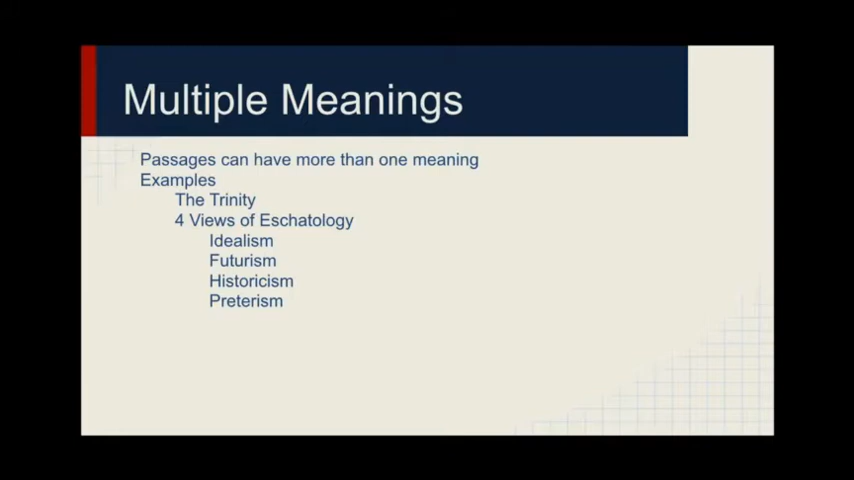 Multiple Meanings
Passages can have more than one meaning
Examples
The Trinity
4 Views of Eschatology
Idealism
Futurism
Historicism
Preterism